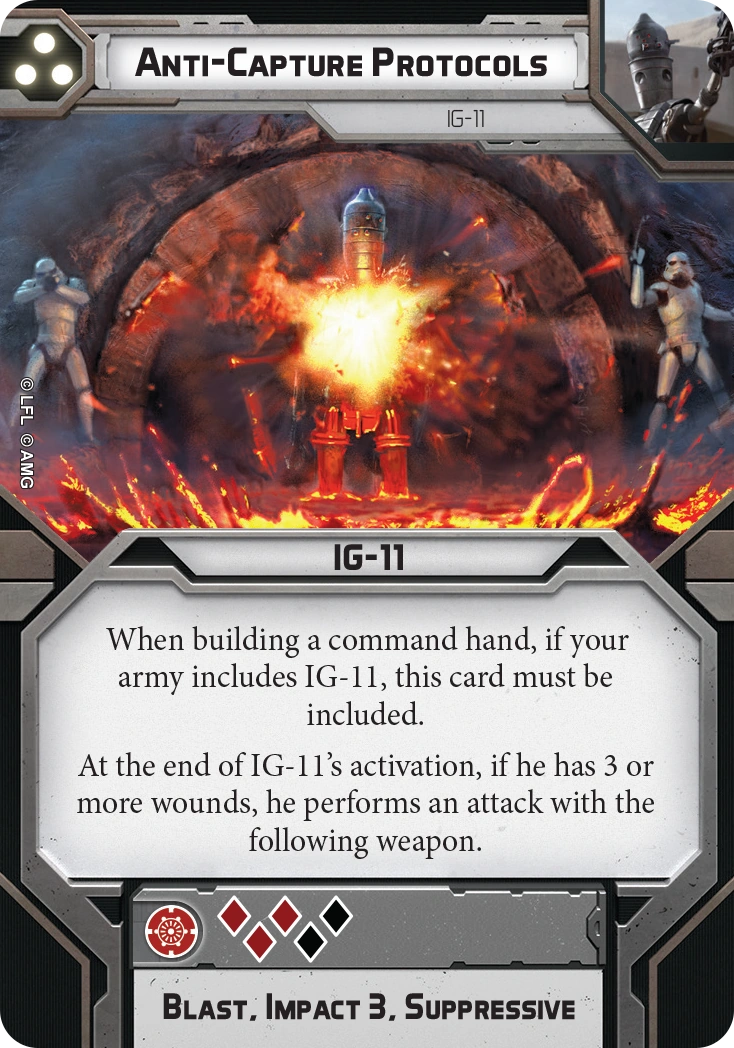 Anti-Capture Protocols
IG-11
© LFL © AMG
IG-11
When building a command hand, if your
army includes IG-11, this card must be
included.
At the end of IG-11’s activation, if he has 3 or
more wounds, he performs an attack with the
following weapon.
Blast, Impact 3, Suppressive